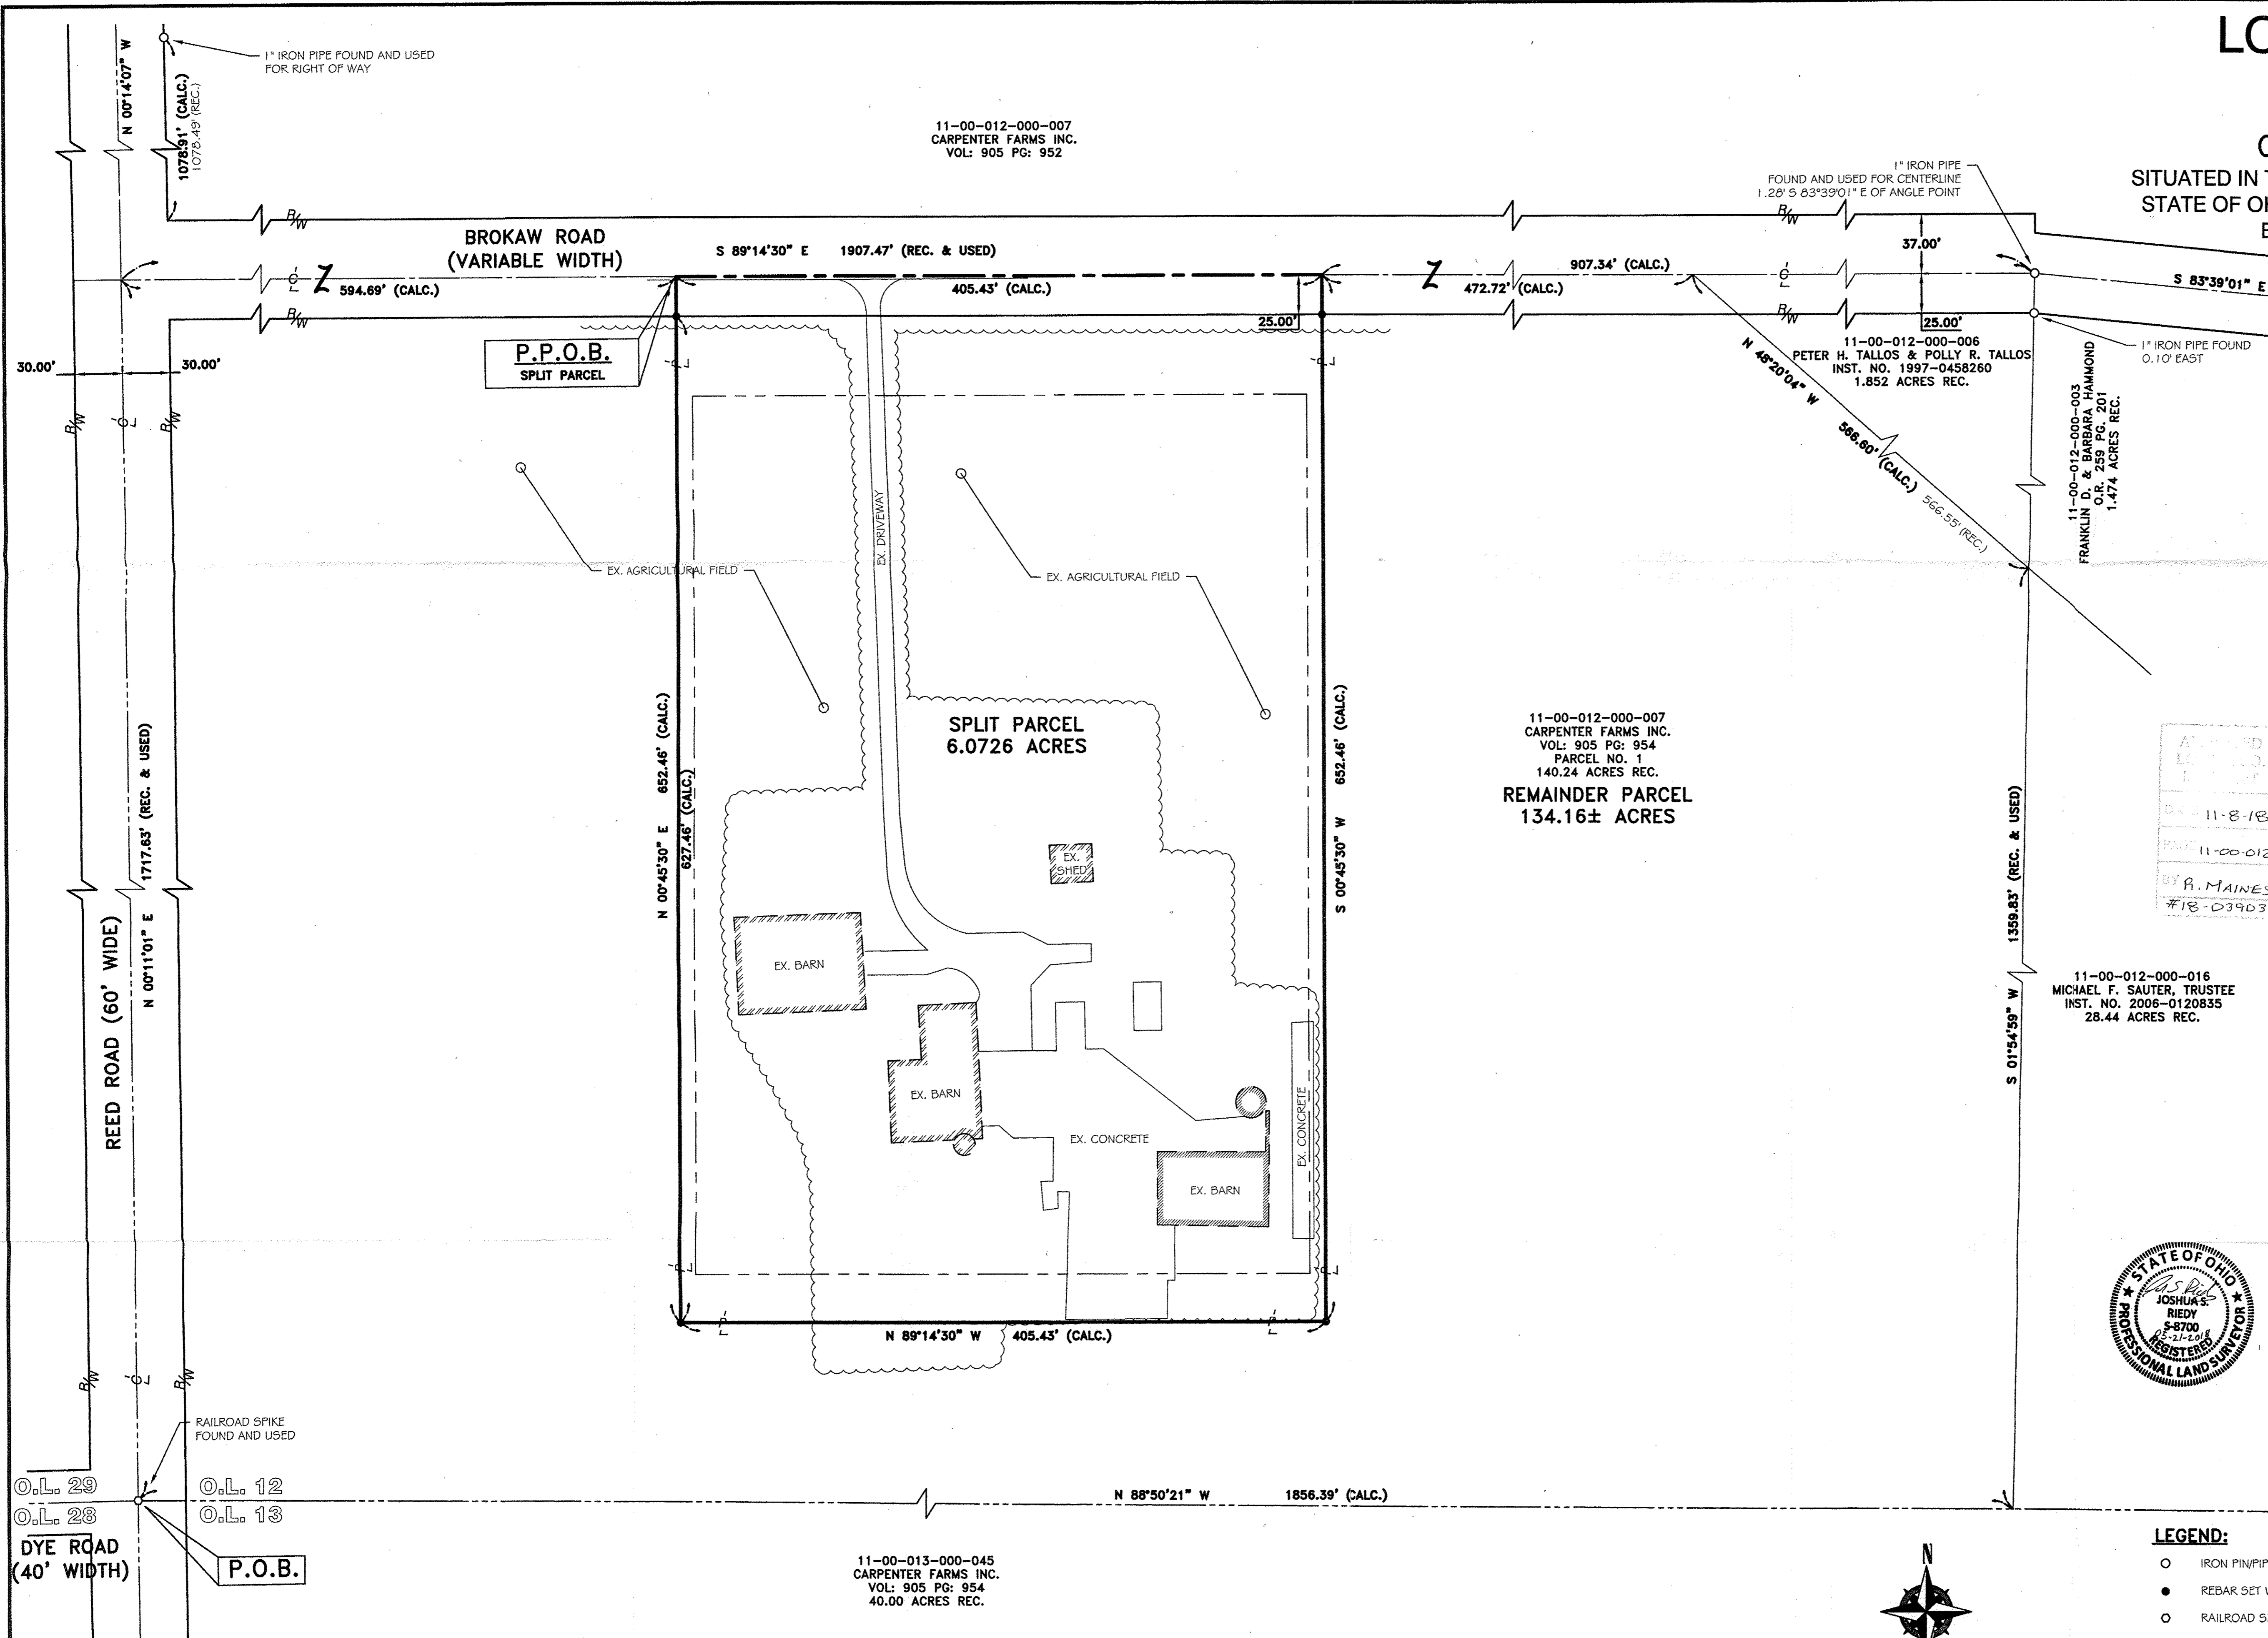 LO
SITUATED IN
STATE OF
N 00°14'07" W
1078.91' (CALC.)
1078.49' (REC.)
1" IRON PIPE FOUND AND USED
FOR RIGHT OF WAY
11-00-012-000-007
CARPENTER FARMS INC.
VOL: 905 PG: 952
1" IRON PIPE
FOUND AND USED FOR CENTERLINE
1.28' S 83°39'01" E OF ANGLE POINT
R/W
R/W
BROKAW ROAD
(VARIABLE WIDTH)
S 89°14'30" E 1907.47' (REC. & USED)
37.00'
907.34' (CALC.)
S 83°39'01" E
594.69' (CALC.)
405.43' (CALC.)
472.72' (CALC.)
R/W
R/W
25.00'
25.00'
P.P.O.B.
SPLIT PARCEL
30.00'
30.00'
11-00-012-000-006
PETER H. TALLOS & POLLY R. TALLOS
INST. NO. 1997-0458260
1.852 ACRES REC.
1" IRON PIPE FOUND
0.10' EAST
N 48°20'04" W
566.60' (CALC.)
566.55' (REC.)
11-00-012-000-003
FRANKLIN D. & BARBARA HAMMOND
O.R. 259 PG. 201
1.474 ACRES REC.
R/W
R/W
EX. DRIVEWAY
EX. AGRICULTURAL FIELD
EX. AGRICULTURAL FIELD
SPLIT PARCEL
6.0726 ACRES
N 00°45'30" E 652.46' (CALC.)
627.46' (CALC.)
S 00°45'30" W 652.46' (CALC.)
11-00-012-000-007
CARPENTER FARMS INC.
VOL: 905 PG: 954
PARCEL NO. 1
140.24 ACRES REC.
REMAINDER PARCEL
134.16± ACRES
11-8-18
11-00-012
BY R. MAINES
#18-03903
REED ROAD (60' WIDE)
N 00°11'01" E 1717.63' (REC. & USED)
EX.
SHED
EX. BARN
EX. BARN
EX. CONCRETE
EX. CONCRETE
EX. BARN
S 01°54'59" W 1359.83' (REC. & USED)
11-00-012-000-016
MICHAEL F. SAUTER, TRUSTEE
INST. NO. 2006-0120835
28.44 ACRES REC.
STATE OF OHIO
JOSHUA S.
RIEDY
S-8700
05-21-2018
REGISTERED
PROFESSIONAL LAND SURVEYOR
N 89°14'30" W 405.43' (CALC.)
R/W
R/W
RAILROAD SPIKE
FOUND AND USED
O.L. 29
O.L. 12
O.L. 28
O.L. 13
N 88°50'21" W 1856.39' (CALC.)
DYE ROAD
(40' WIDTH)
P.O.B.
11-00-013-000-045
CARPENTER FARMS INC.
VOL: 905 PG: 954
40.00 ACRES REC.
N
LEGEND:
IRON PIN/PIP
REBAR SET
RAILROAD S